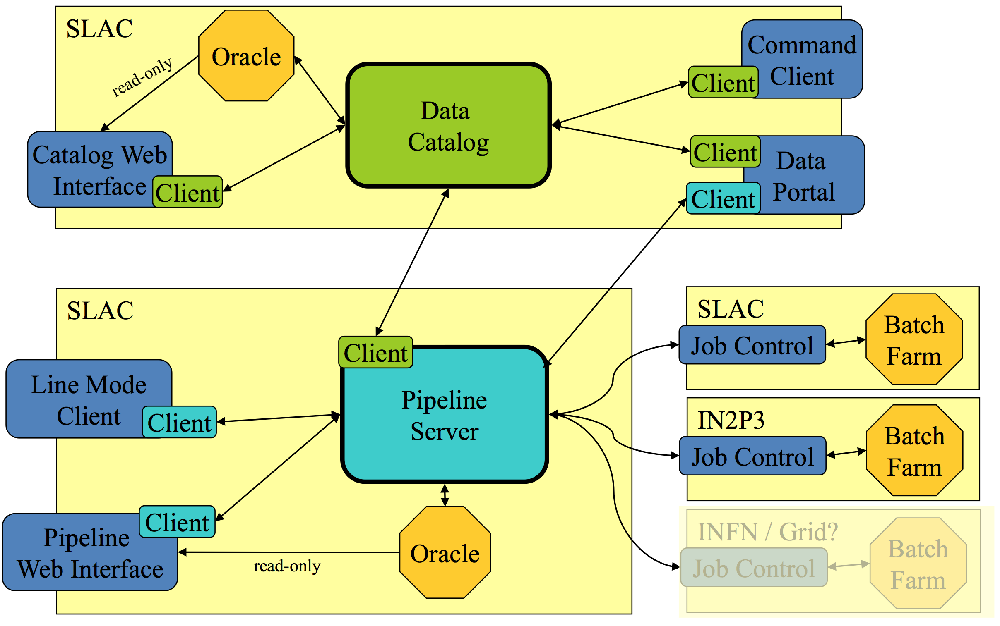 SLAC
Oracle
read-only
Command
Client
Client
Data
Catalog
Catalog Web
Interface
Client
Client
Data
Portal
Client
SLAC
Client
Line Mode
Client
Client
Pipeline
Server
Client
Pipeline
Web Interface
read-only
Oracle
SLAC
Job Control
Batch
Farm
IN2P3
Job Control
Batch
Farm
INFN / Grid?
Job Control
Batch
Farm